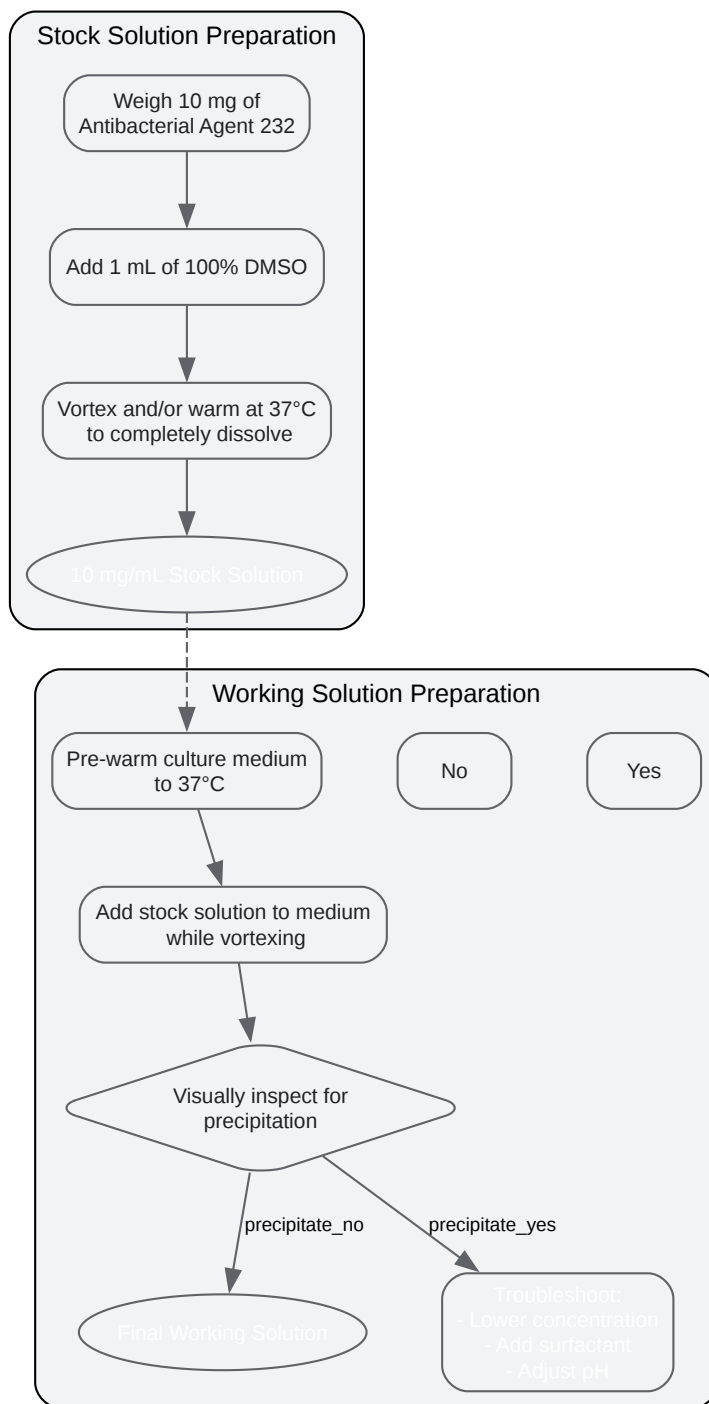 Stock Solution Preparation
Weigh 10 mg of
Antibacterial Agent 232
Add 1 mL of 100% DMSO
Vortex and/or warm at 37°C
to completely dissolve
10 mg/mL Stock Solution
Working Solution Preparation
Pre-warm culture medium
to 37°C
No
Yes
Add stock solution to medium
while vortexing
Visually inspect for
precipitation
precipitate_no
precipitate_yes
Final Working Solution
Troubleshoot:
- Lower concentration
- Add surfactant
- Adjust pH